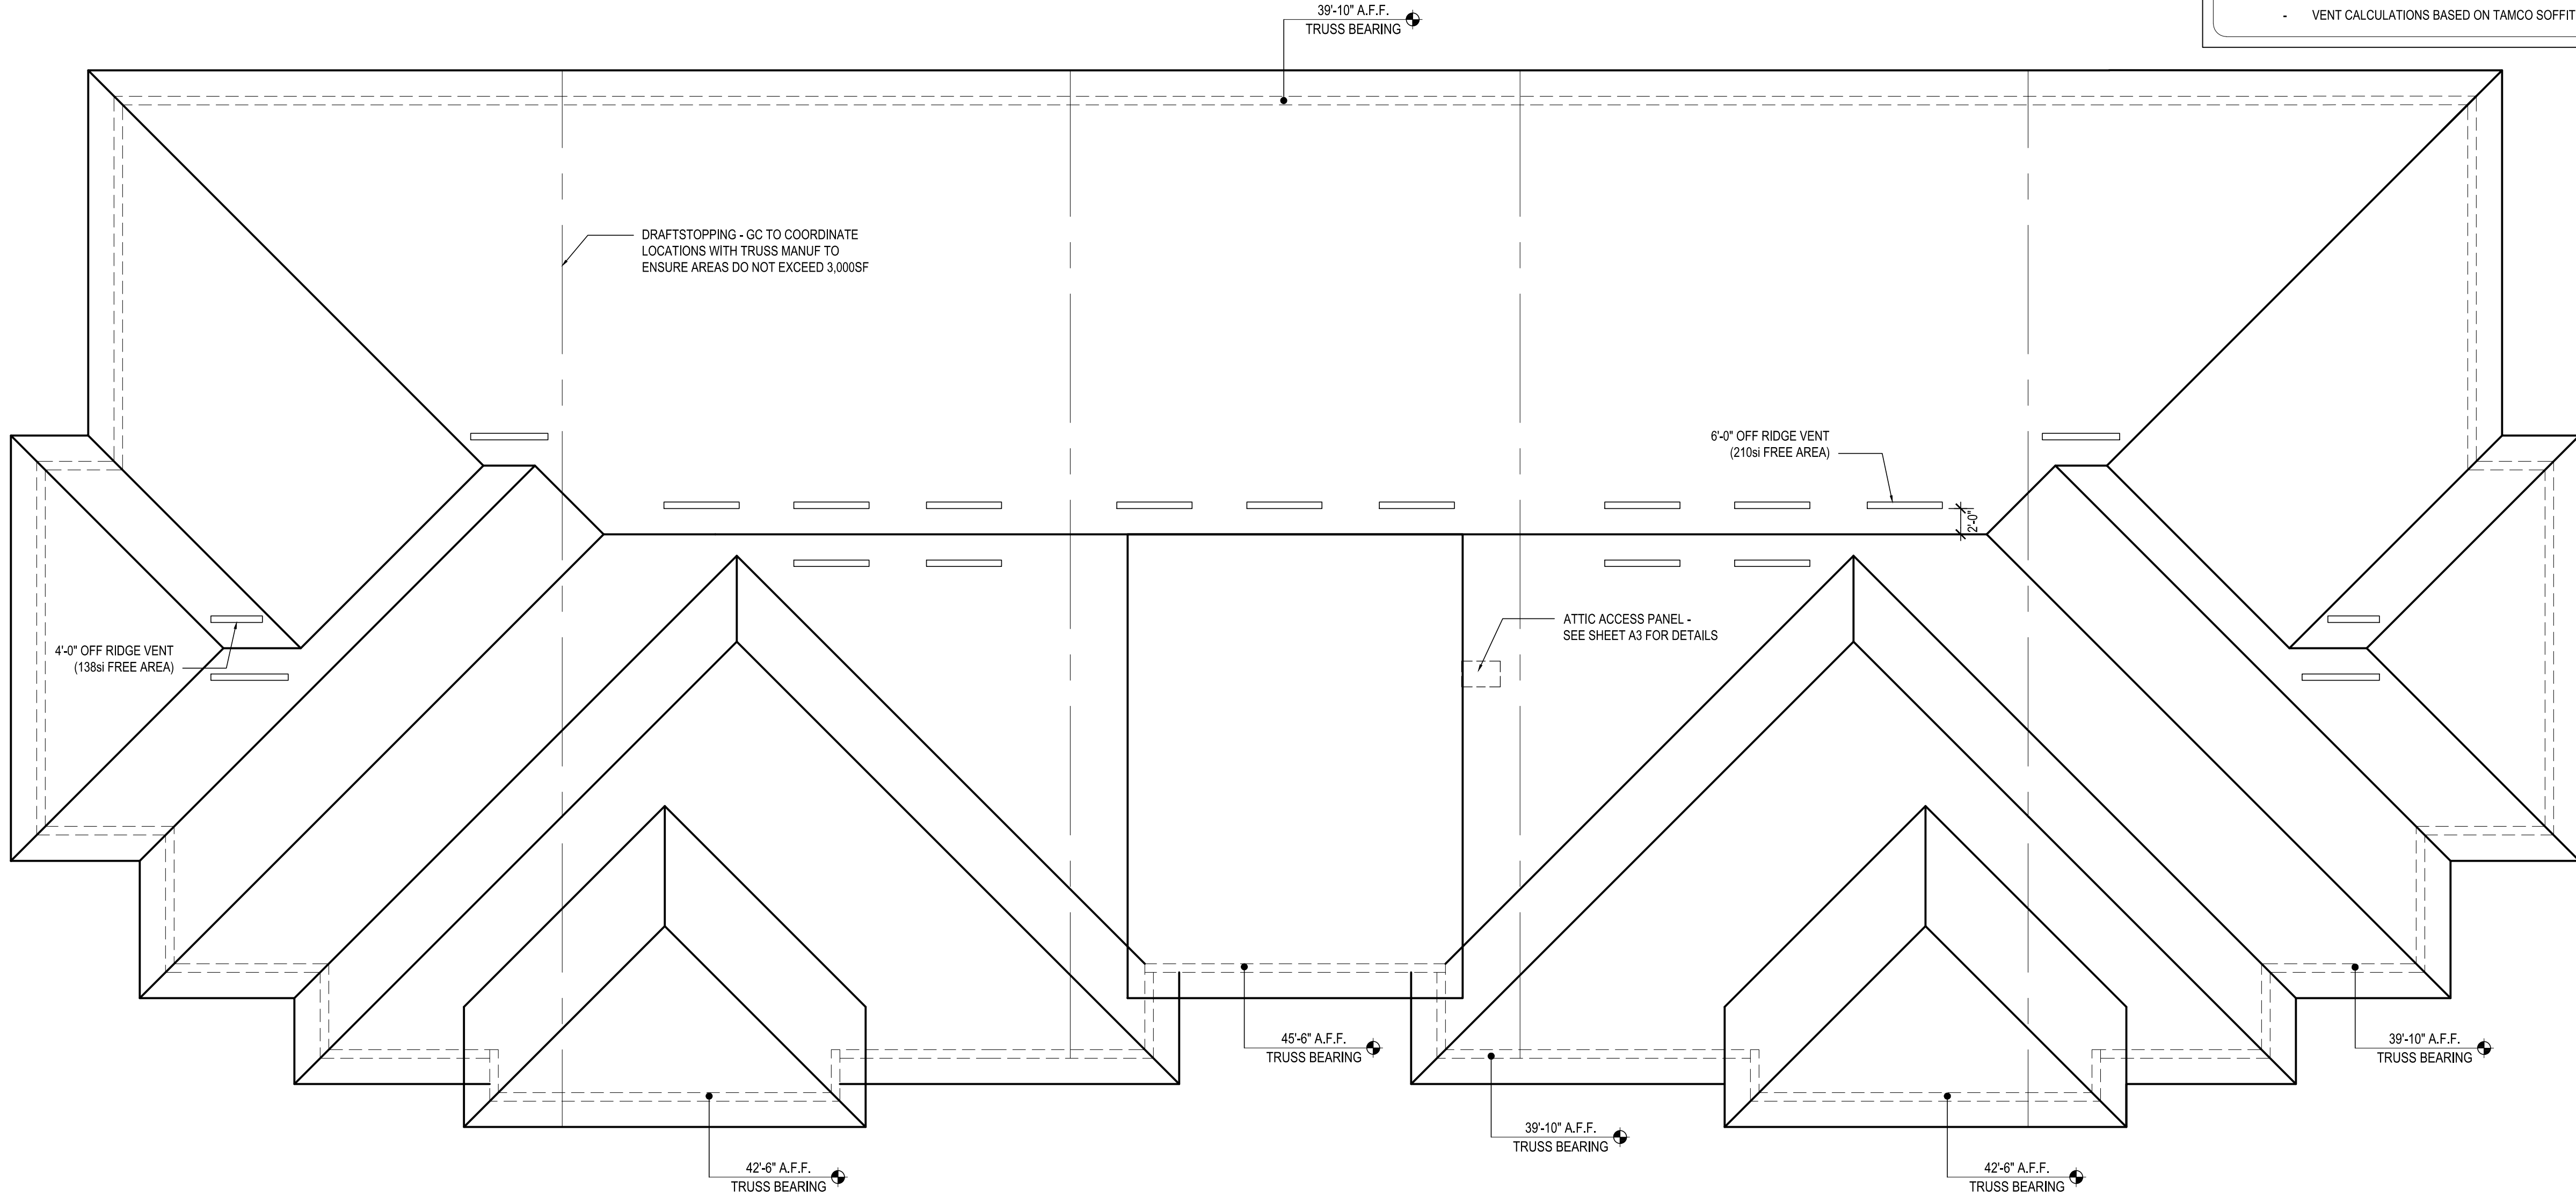 39'-10" A.F.F.
TRUSS BEARING
- VENT CALCULATIONS BASED ON TAMCO SOFFIT
DRAFTSTOPPING - GC TO COORDINATE
LOCATIONS WITH TRUSS MANUF TO
ENSURE AREAS DO NOT EXCEED 3,000SF
6'-0" OFF RIDGE VENT
(210si FREE AREA)
2'-0"
4'-0" OFF RIDGE VENT
(138si FREE AREA)
ATTIC ACCESS PANEL -
SEE SHEET A3 FOR DETAILS
45'-6" A.F.F.
TRUSS BEARING
39'-10" A.F.F.
TRUSS BEARING
39'-10" A.F.F.
TRUSS BEARING
42'-6" A.F.F.
TRUSS BEARING
42'-6" A.F.F.
TRUSS BEARING